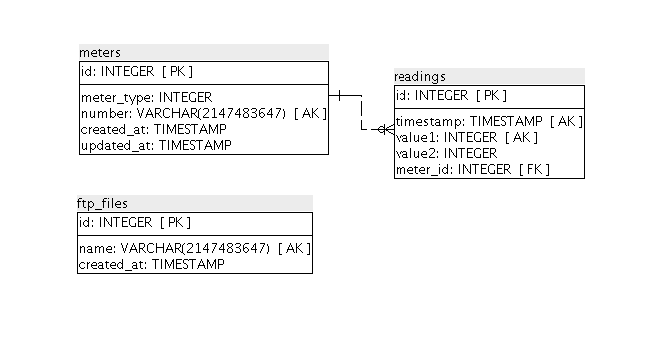 meters
id: INTEGER [ PK ]
meter_type: INTEGER
number: VARCHAR(2147483647) [ AK ]
created_at: TIMESTAMP
updated_at: TIMESTAMP
readings
id: INTEGER [ PK ]
timestamp: TIMESTAMP [ AK ]
value1: INTEGER [ AK ]
value2: INTEGER
meter_id: INTEGER [ FK ]
ftp_files
id: INTEGER [ PK ]
name: VARCHAR(2147483647) [ AK ]
created_at: TIMESTAMP